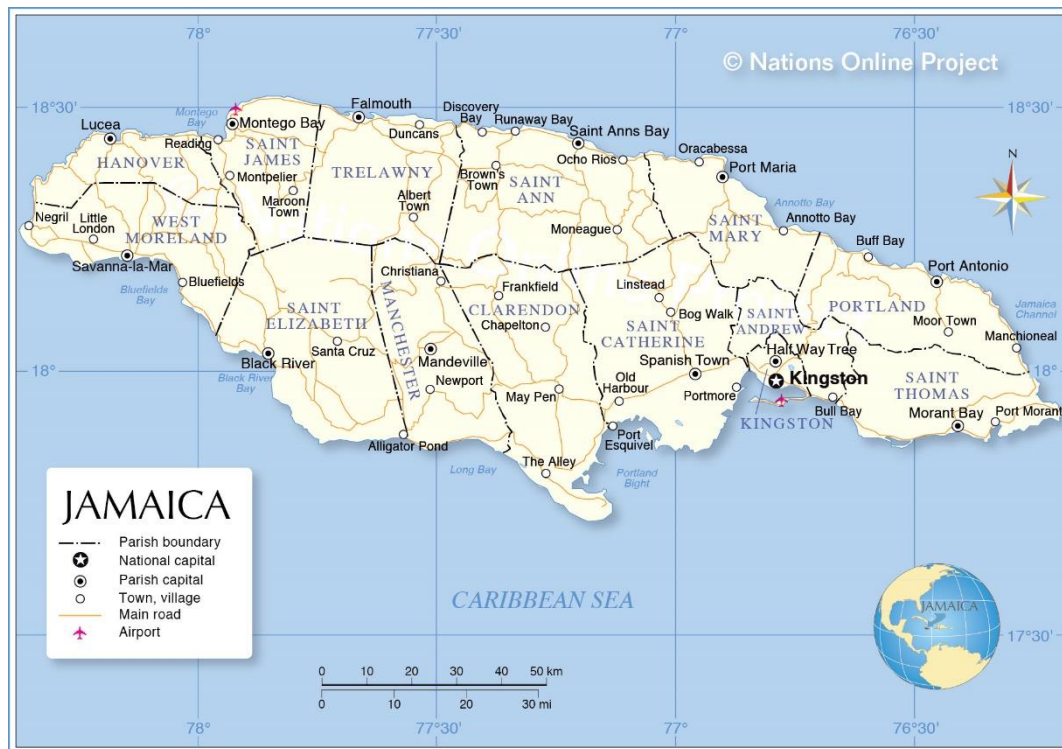 78°
77°30'
77°
76°30'
© Nations Online Project
18°30'
18°30'
Montego
Bay
Lucea
Montego Bay
Falmouth
Discovery
Bay
Runaway Bay
Saint Anns Bay
Reading
Duncans
Oracabessa
Ocho Rios
Port Maria
HANOVER
SAINT
JAMES
TRELAWNY
Brown's
Town
SAINT
ANN
Montpelier
Maroon
Town
N
Negril
Little
London
WEST
MORELAND
Albert
Town
Moneague
SAINT
MARY
Annotto Bay
Annotto Bay
Buff Bay
Savanna-la-Mar
Bluefields
Bay
Bluefields
Christiana
Frankfield
Linstead
Port Antonio
SAINT
ELIZABETH
MANCHESTER
CLARENDON
Chapelton
Bog Walk
SAINT
CATHERINE
SAINT
ANDREW
PORTLAND
Moor Town
Jamaica
Channel
Manchioneal
Santa Cruz
Black River
Black River
Bay
Mandeville
Newport
Spanish Town
Half Way Tree
Kingston
18°
18°
May Pen
Old
Harbour
Portmore
KINGSTON
Bull Bay
SAINT
THOMAS
Morant Bay
Port Morant
Alligator Pond
Long Bay
The Alley
Port
Esquivel
Portland
Bight
JAMAICA
Parish boundary
National capital
Parish capital
Town, village
Main road
Airport
CARIBBEAN SEA
JAMAICA
17°30'
0 10 20 30 40 50 km
0 10 20 30 mi
78°
77°30'
77°
76°30'